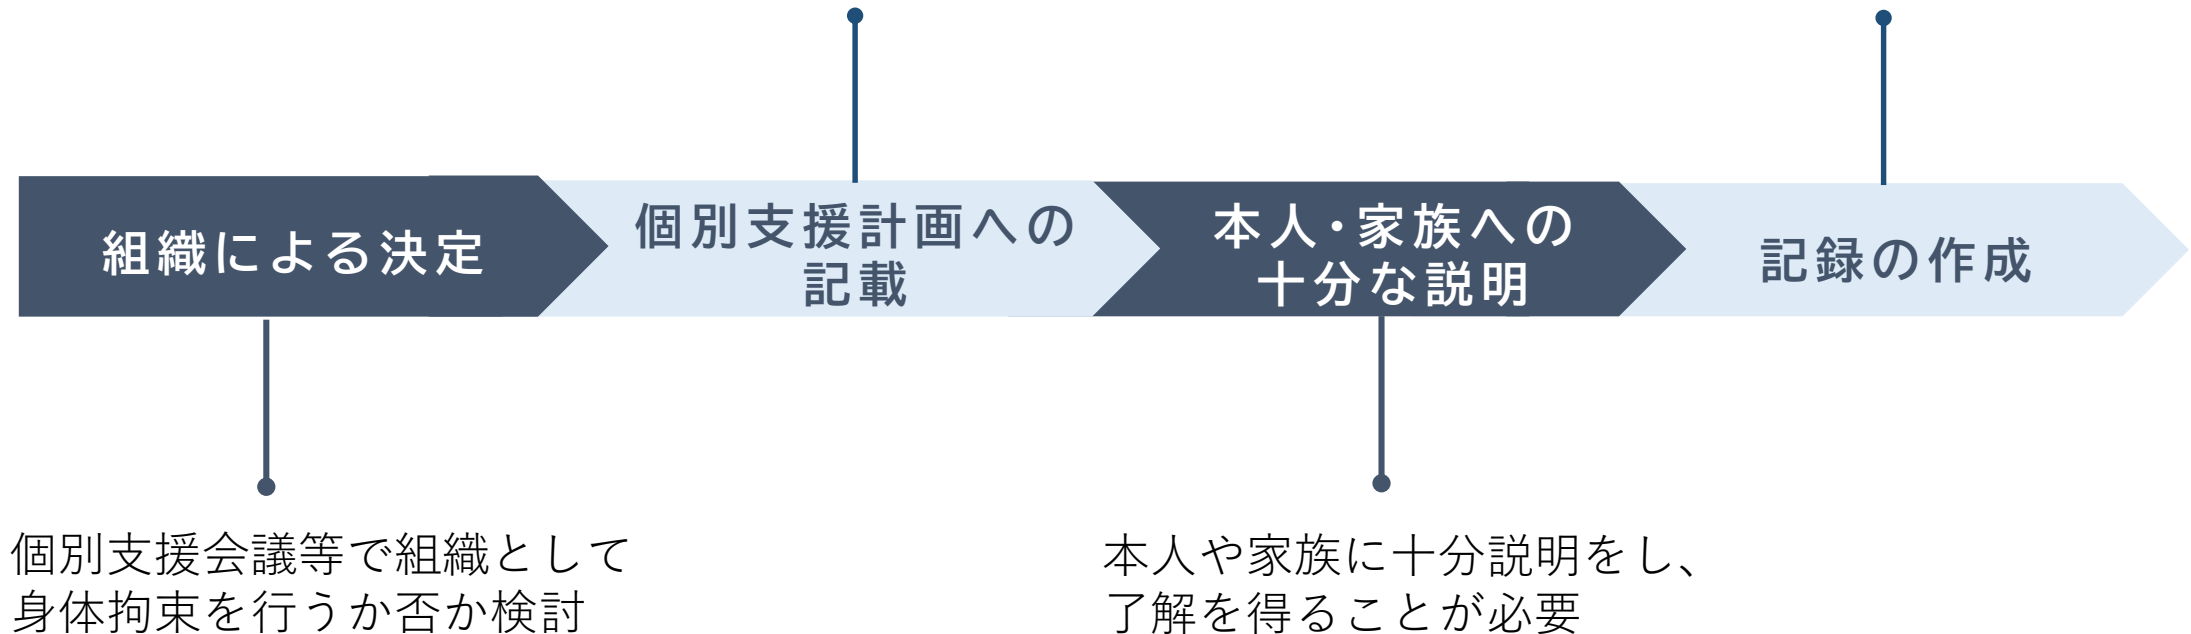 組織による決定
個別支援計画への
記載
本人・家族への
十分な説明
記録の作成
個別支援会議等で組織として
身体拘束を行うか否か検討
本人や家族に十分説明をし、
了解を得ることが必要